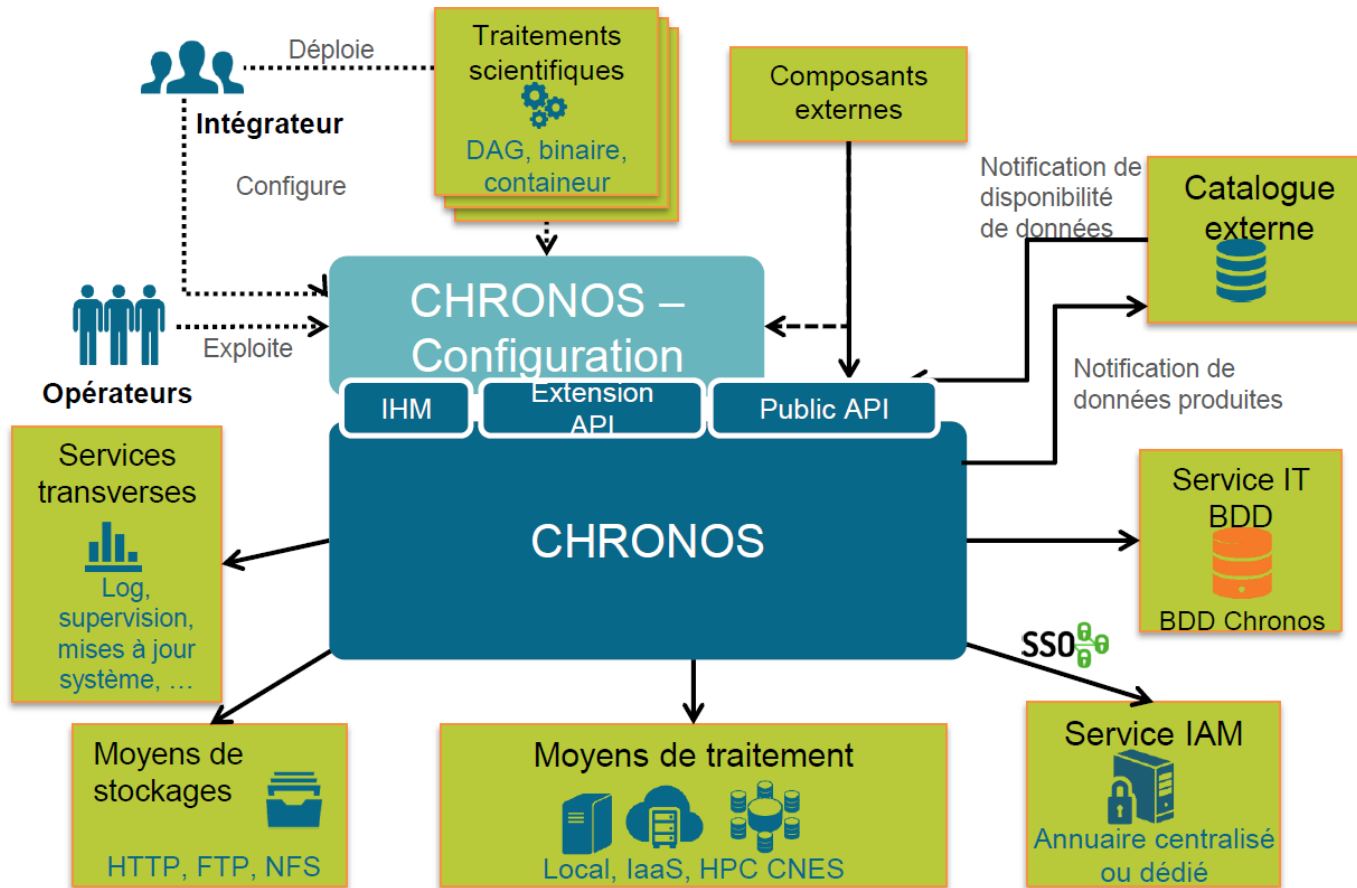 Déploie
Intégrateur
Configure
Traitements
scientifiques
DAG, binaire,
containeur
Composants
externes
Notification de
disponibilité
de données
Catalogue
externe
Opérateurs
Exploite
CHRONOS –
Configuration
IHM
Extension
API
Public API
Notification de
données produites
Services
transverses
Log,
supervision,
mises à jour
système, …
CHRONOS
Service IT
BDD
BDD Chronos
SSO
Moyens de
stockages
HTTP, FTP, NFS
Moyens de traitement
Local, IaaS, HPC CNES
Service IAM
Annuaire centralisé
ou dédié